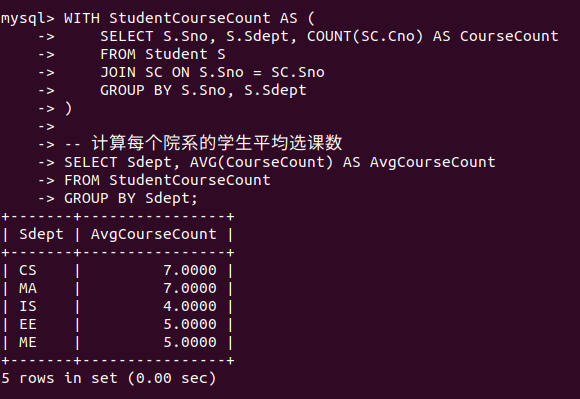 mysql> WITH StudentCourseCount AS (
    ->     SELECT S.Sno, S.Sdept, COUNT(SC.Cno) AS CourseCount
    ->     FROM Student S
    ->     JOIN SC ON S.Sno = SC.Sno
    ->     GROUP BY S.Sno, S.Sdept
    -> )
    ->
    -> -- 计算每个院系的学生平均选课数
    -> SELECT Sdept, AVG(CourseCount) AS AvgCourseCount
    -> FROM StudentCourseCount
    -> GROUP BY Sdept;
+-------+----------------+
| Sdept | AvgCourseCount |
+-------+----------------+
| CS    |         7.0000 |
| MA    |         7.0000 |
| IS    |         4.0000 |
| EE    |         5.0000 |
| ME    |         5.0000 |
+-------+----------------+
5 rows in set (0.00 sec)